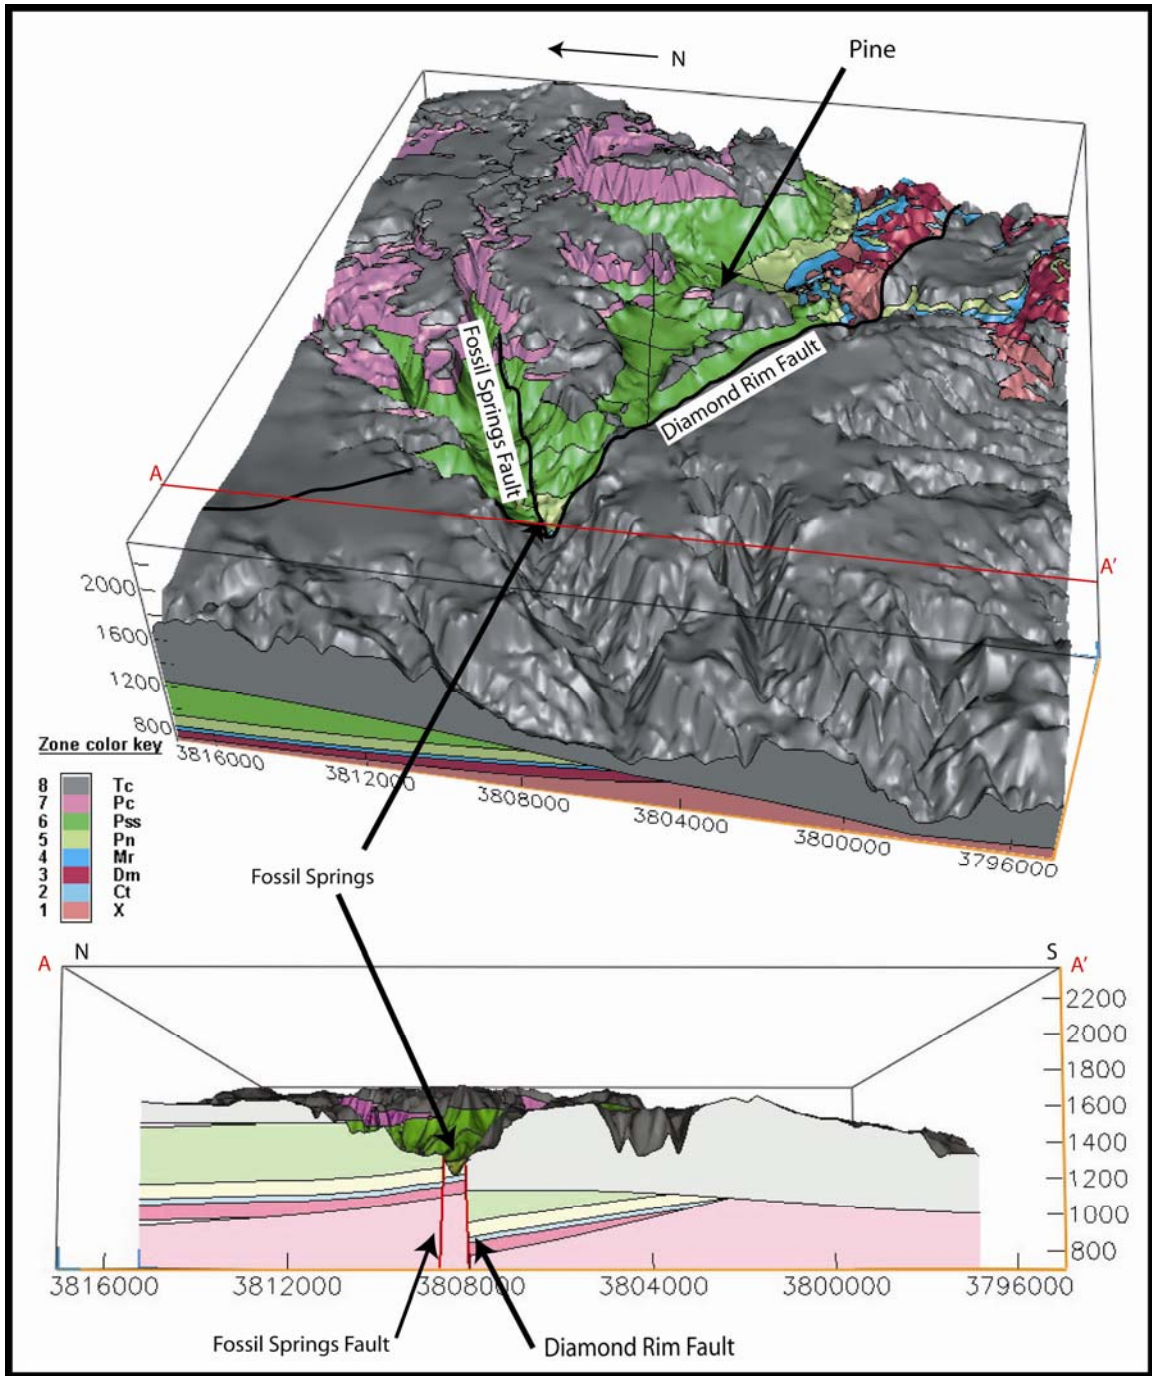 N
Pine
Fossil Springs Fault
Diamond Rim Fault
A
A'
2000
1600
1200
800
3816000
3812000
3808000
3804000
3800000
3796000
Zone color key
8 Tc
7 Pc
6 Pss
5 Pn
4 Mr
3 Dm
2 Ct
1 X
Fossil Springs
A N
S A'
2200
2000
1800
1600
1400
1200
1000
800
3816000 3812000 3808000 3804000 3800000 3796000
Fossil Springs Fault
Diamond Rim Fault